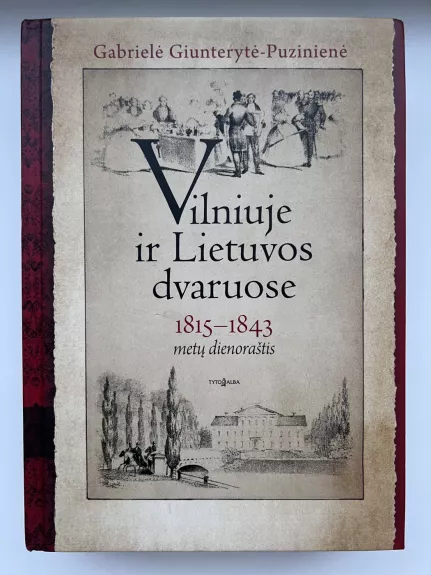 Gabrielė Giunterytė-Puzinienė
Vilniuje
ir Lietuvos
dvaruose
1815–1843
metų dienoraštis
TYTO ALBA